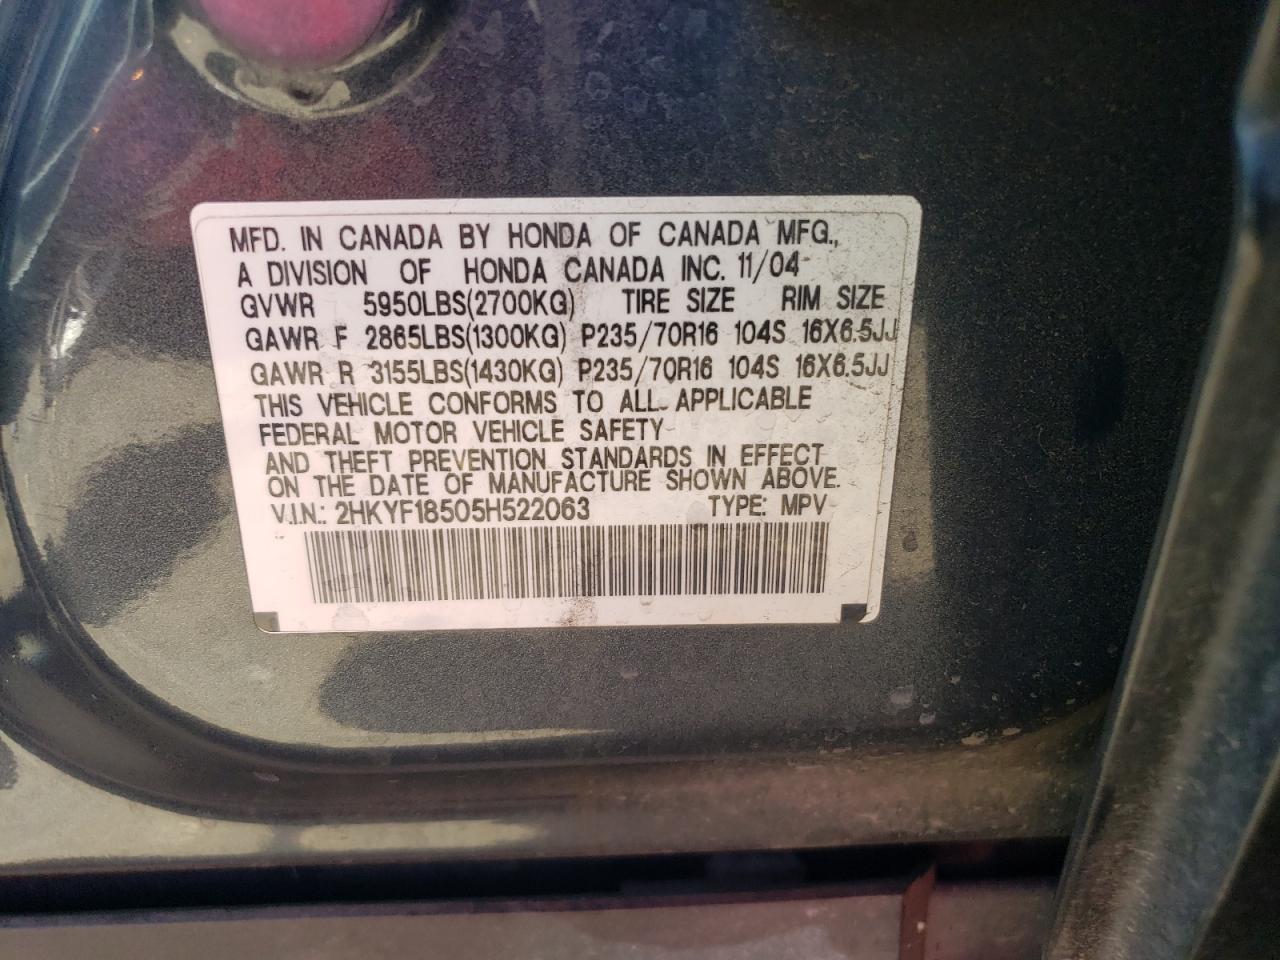 MFD. IN CANADA BY HONDA OF CANADA MFG.,
A DIVISION OF HONDA CANADA INC. 11/04
GVWR 5950LBS(2700KG) TIRE SIZE RIM SIZE
GAWR F 2865LBS(1300KG) P235/70R16 104S 16X6.5JJ
GAWR R 3155LBS(1430KG) P235/70R16 104S 16X6.5JJ
THIS VEHICLE CONFORMS TO ALL APPLICABLE
FEDERAL MOTOR VEHICLE SAFETY
AND THEFT PREVENTION STANDARDS IN EFFECT
ON THE DATE OF MANUFACTURE SHOWN ABOVE.
V.I.N.: 2HKYF18505H522063 TYPE: MPV